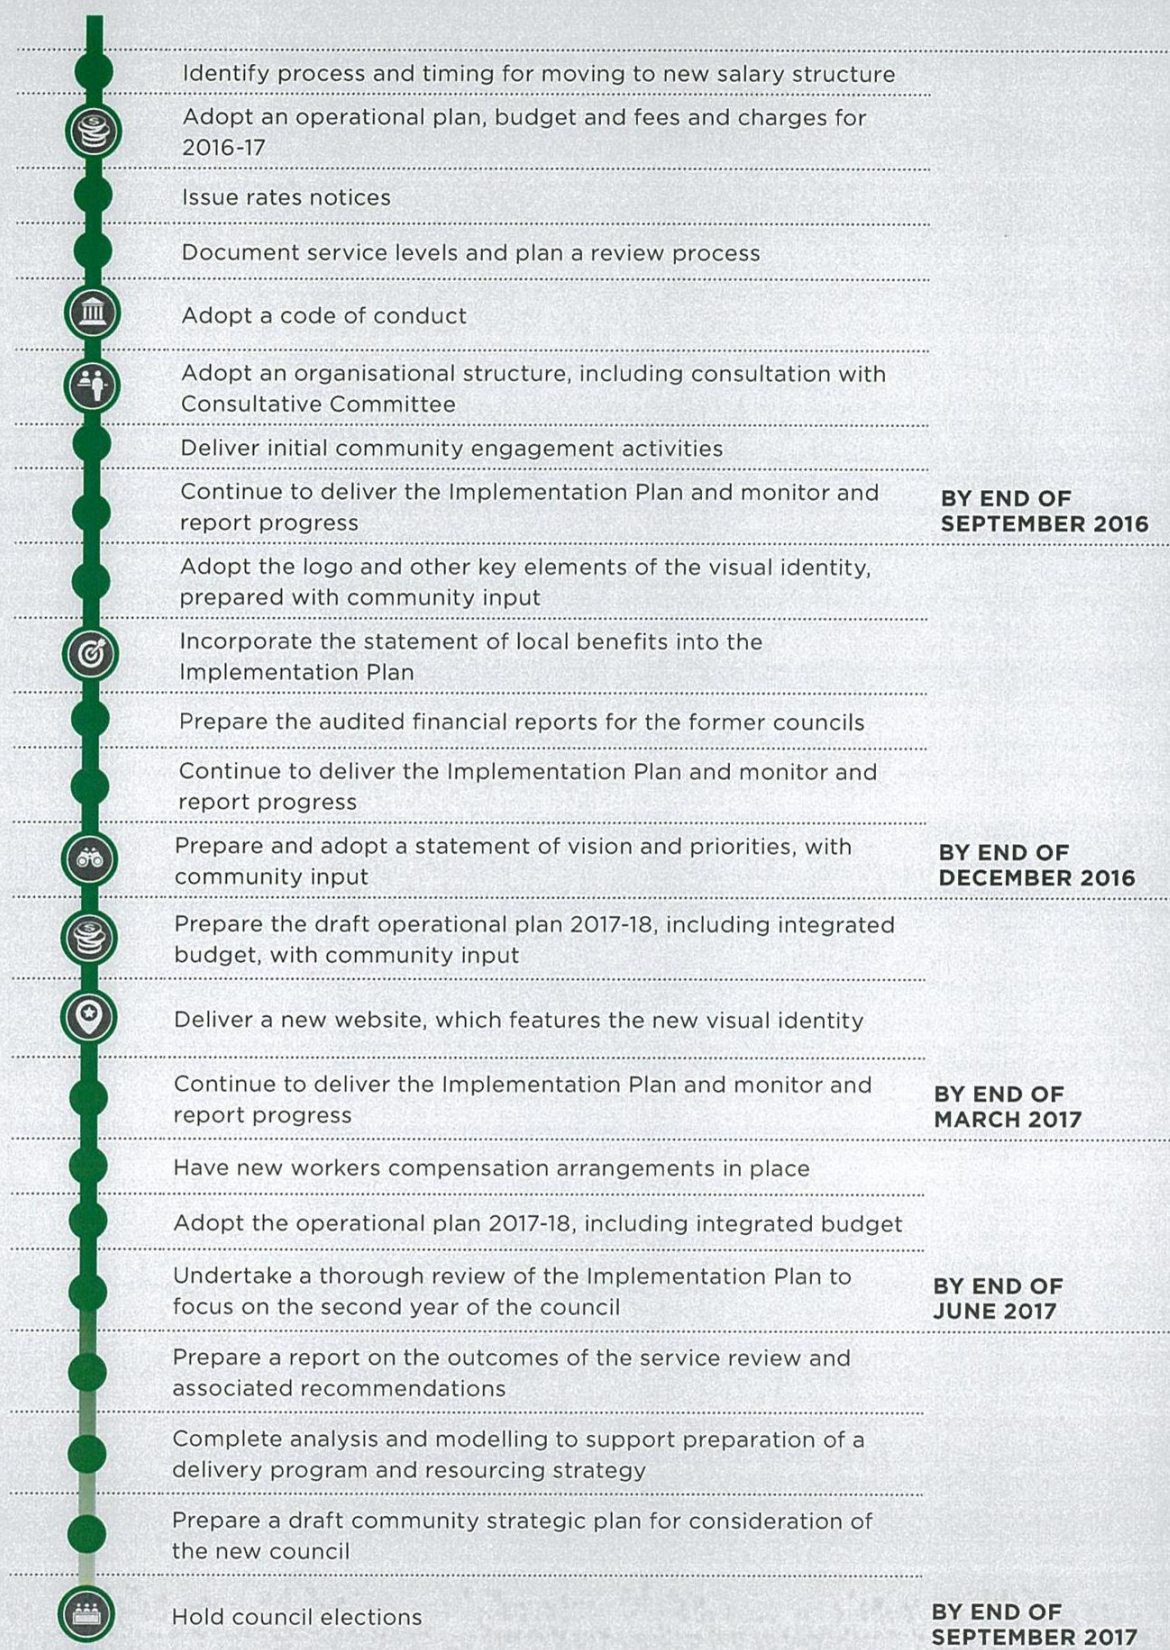 Identify process and timing for moving to new salary structure
Adopt an operational plan, budget and fees and charges for
2016-17
Issue rates notices
Document service levels and plan a review process
Adopt a code of conduct
Adopt an organisational structure, including consultation with
Consultative Committee
Deliver initial community engagement activities
Continue to deliver the Implementation Plan and monitor and
report progress
BY END OF
SEPTEMBER 2016
Adopt the logo and other key elements of the visual identity,
prepared with community input
Incorporate the statement of local benefits into the
Implementation Plan
Prepare the audited financial reports for the former councils
Continue to deliver the Implementation Plan and monitor and
report progress
Prepare and adopt a statement of vision and priorities, with
community input
BY END OF
DECEMBER 2016
Prepare the draft operational plan 2017-18, including integrated
budget, with community input
Deliver a new website, which features the new visual identity
Continue to deliver the Implementation Plan and monitor and
report progress
BY END OF
MARCH 2017
Have new workers compensation arrangements in place
Adopt the operational plan 2017-18, including integrated budget
Undertake a thorough review of the Implementation Plan to
focus on the second year of the council
BY END OF
JUNE 2017
Prepare a report on the outcomes of the service review and
associated recommendations
Complete analysis and modelling to support preparation of a
delivery program and resourcing strategy
Prepare a draft community strategic plan for consideration of
the new council
Hold council elections
BY END OF
SEPTEMBER 2017